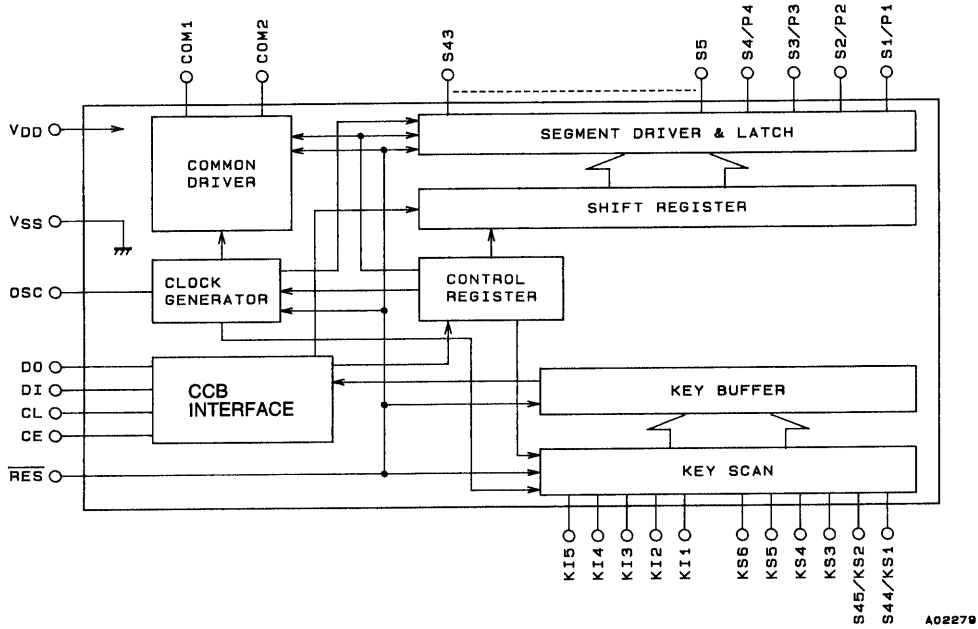 COM1
COM2
S43
S5
S4/P4
S3/P3
S2/P2
S1/P1
VDD
COMMON
DRIVER
SEGMENT DRIVER & LATCH
VSS
SHIFT REGISTER
OSC
CLOCK
GENERATOR
CONTROL
REGISTER
DO
DI
CL
CE
CCB
INTERFACE
KEY BUFFER
RES
KEY SCAN
KI5
KI4
KI3
KI2
KI1
KS6
KS5
KS4
KS3
S45/KS2
S44/KS1
A02279